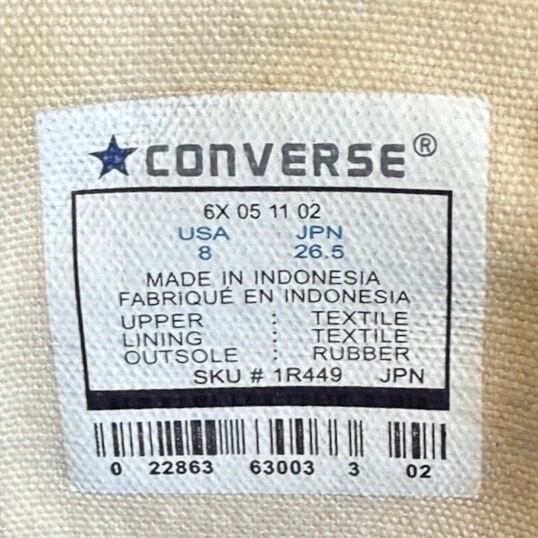 CONVERSE®
6X 05 11 02
USA JPN
8 26.5
MADE IN INDONESIA
FABRIQUÉ EN INDONESIA
UPPER : TEXTILE
LINING : TEXTILE
OUTSOLE : RUBBER
SKU # 1R449 JPN
0 22863 63003 3 02